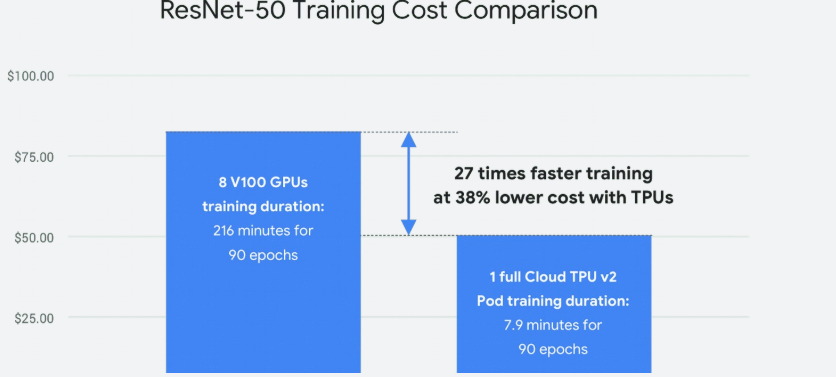 ResNet-50 Training Cost Comparison
$100.00
$75.00
$50.00
$25.00
8 V100 GPUs
training duration:
216 minutes for
90 epochs
27 times faster training
at 38% lower cost with TPUs
1 full Cloud TPU v2
Pod training duration:
7.9 minutes for
90 epochs